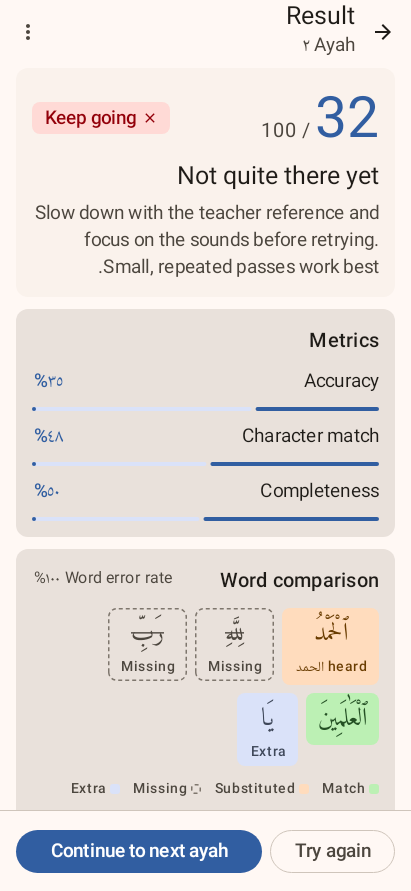 Result
Ayah ٢
32 / 100
Keep going ×
Not quite there yet
Slow down with the teacher reference and
focus on the sounds before retrying.
Small, repeated passes work best.
Metrics
Accuracy
%٣٥
Character match
%٤٨
Completeness
%٥٠
Word comparison
Word error rate %١٠٠
ٱلْحَمْدُ
heard الحمد
لِلَّهِ
Missing
رَبِّ
Missing
ٱلْعَٰلَمِينَ
يَا
Extra
Match
Substituted
Missing
Extra
Try again
Continue to next ayah